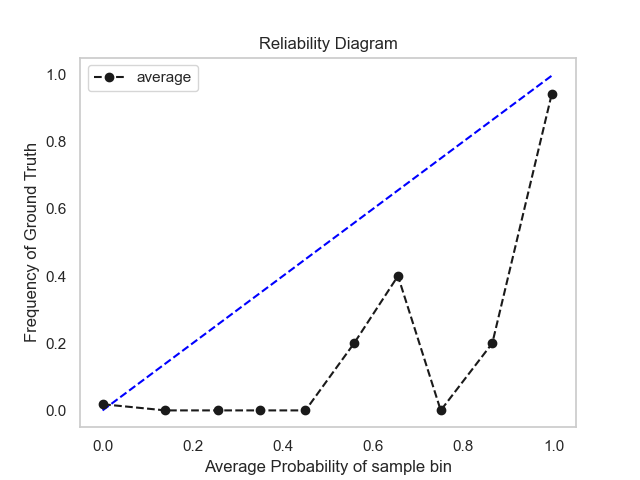 Reliability Diagram
average
Frequency of Ground Truth
1.0
0.8
0.6
0.4
0.2
0.0
0.0 0.2 0.4 0.6 0.8 1.0
Average Probability of sample bin